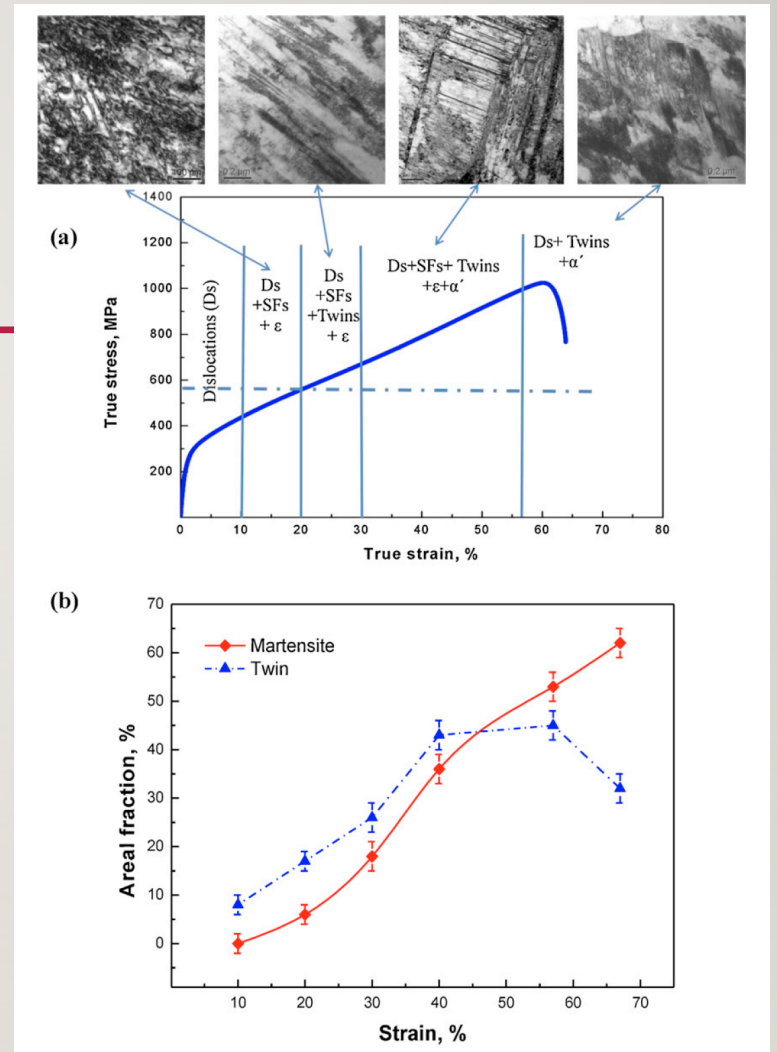 0.2 μm
0.2 μm
(a)
1400
1200
1000
800
600
400
200
0
True stress, MPa
Dislocations (Ds)
Ds
+SFs
+ ε
Ds
+SFs
+Twins
+ ε
Ds+SFs+ Twins
+ε+α´
Ds+ Twins
+α´
0 10 20 30 40 50 60 70 80
True strain, %
(b)
70
60
50
40
30
20
10
0
Areal fraction, %
Martensite
Twin
10 20 30 40 50 60 70
Strain, %